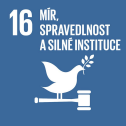 16 MÍR,
SPRAVEDLNOST
A SILNÉ INSTITUCE